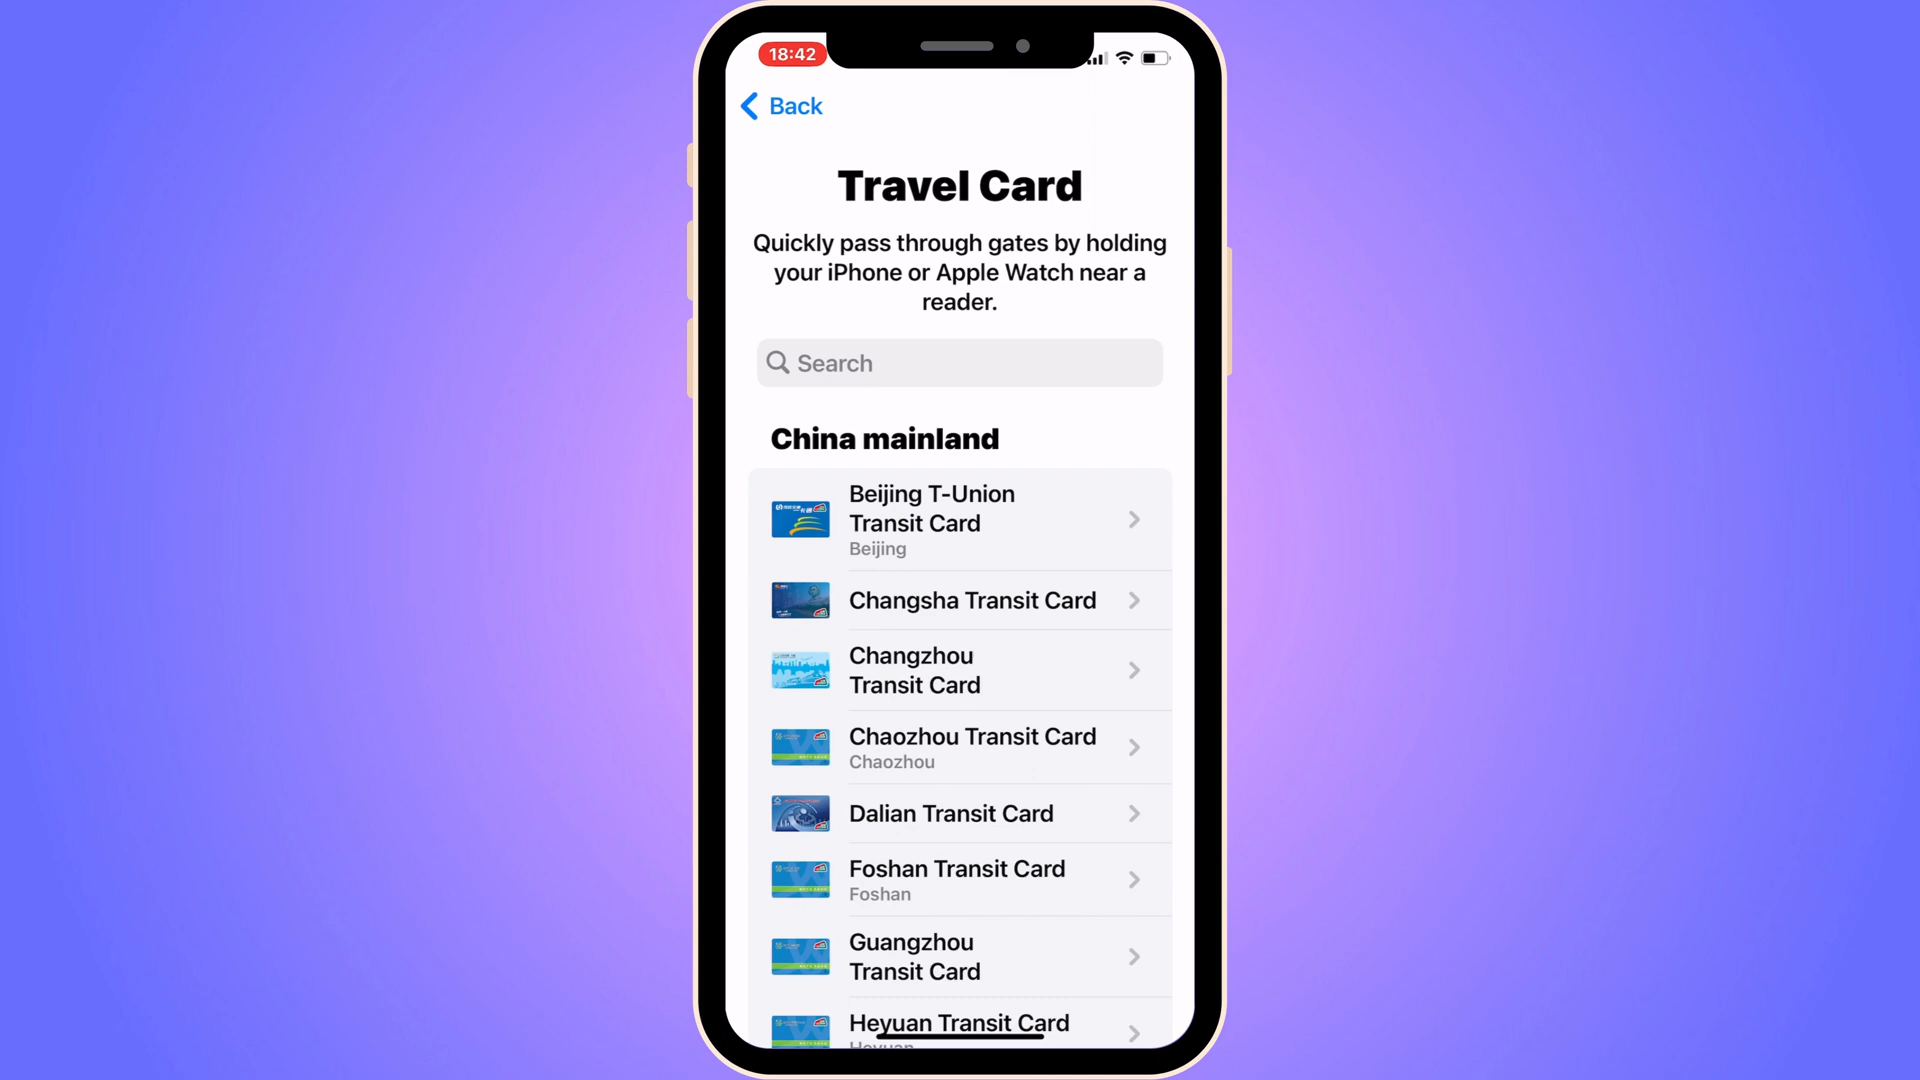 18:42
Back
Travel Card
Quickly pass through gates by holding
your iPhone or Apple Watch near a
reader.
Search
China mainland
Beijing T-Union
Transit Card
Beijing
Changsha Transit Card
Changzhou
Transit Card
Chaozhou Transit Card
Chaozhou
Dalian Transit Card
Foshan Transit Card
Foshan
Guangzhou
Transit Card
Heyuan Transit Card
Heyuan